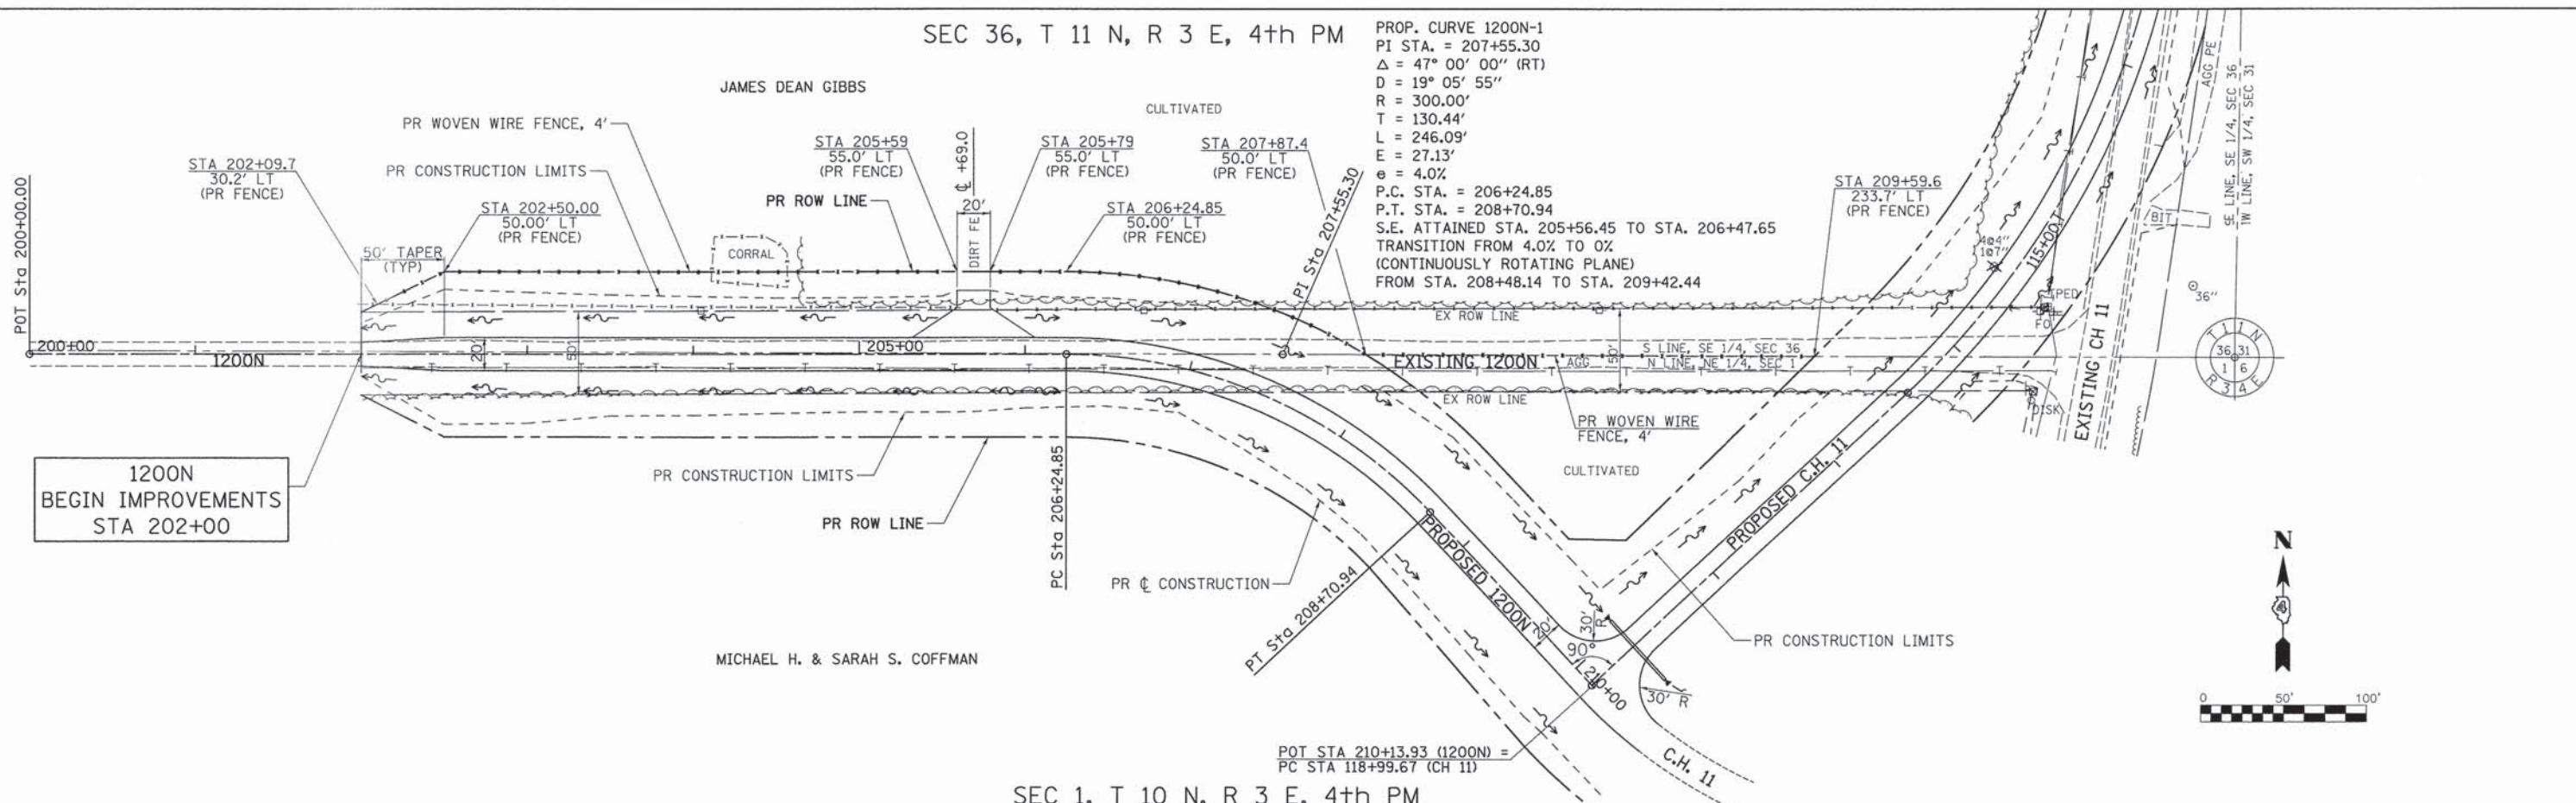 SEC 36, T 11 N, R 3 E, 4th PM
PROP. CURVE 1200N-1
PI STA. = 207+55.30
Δ = 47° 00' 00'' (RT)
D = 19° 05' 55''
R = 300.00'
T = 130.44'
L = 246.09'
E = 27.13'
e = 4.0%
P.C. STA. = 206+24.85
P.T. STA. = 208+70.94
S.E. ATTAINED STA. 205+56.45 TO STA. 206+47.65
TRANSITION FROM 4.0% TO 0%
(CONTINUOUSLY ROTATING PLANE)
FROM STA. 208+48.14 TO STA. 209+42.44
JAMES DEAN GIBBS
CULTIVATED
PR WOVEN WIRE FENCE, 4'
PR CONSTRUCTION LIMITS
STA 202+09.7
30.2' LT
(PR FENCE)
STA 202+50.00
50.00' LT
(PR FENCE)
50' TAPER
(TYP)
CORRAL
PR ROW LINE
STA 205+59
55.0' LT
(PR FENCE)
℄ +69.0
20'
DIRT FE
STA 205+79
55.0' LT
(PR FENCE)
STA 206+24.85
50.00' LT
(PR FENCE)
STA 207+87.4
50.0' LT
(PR FENCE)
PI Sta 207+55.30
STA 209+59.6
233.7' LT
(PR FENCE)
4@4"
1@7"
115+00
AGG PE
SE LINE, SE 1/4, SEC 36
W LINE, SW 1/4, SEC 31
BIT
36"
TPED
FO
POT Sta 200+00.00
200+00
1200N
20'
50'
205+00
EX ROW LINE
EXISTING 1200N
AGG
S LINE, SE 1/4, SEC 36
N LINE, NE 1/4, SEC 1
50'
EX ROW LINE
DISK
EXISTING CH 11
T 11 N
36 31
1 6
R 3 4 E
PR WOVEN WIRE
FENCE, 4'
CULTIVATED
1200N
BEGIN IMPROVEMENTS
STA 202+00
PR CONSTRUCTION LIMITS
PR ROW LINE
PC Sta 206+24.85
PR ℄ CONSTRUCTION
PT Sta 208+70.94
PROPOSED 1200N
PROPOSED C.H. 11
20'
30'
R
90°
210+00
30' R
PR CONSTRUCTION LIMITS
MICHAEL H. & SARAH S. COFFMAN
N
0 50' 100'
POT STA 210+13.93 (1200N) =
PC STA 118+99.67 (CH 11)
C.H. 11
SEC 1, T 10 N, R 3 E, 4th PM